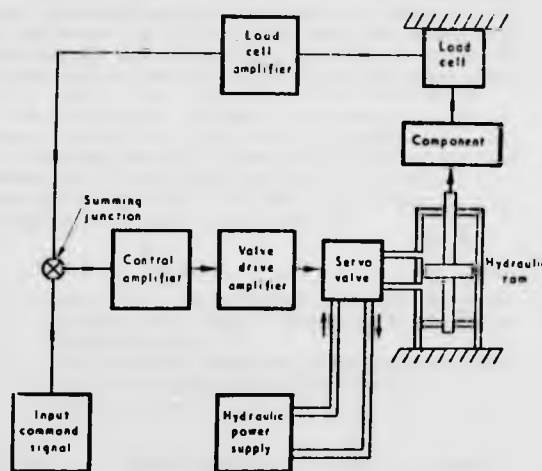 Load
cell
amplifier
Load
cell
Component
Summing
junction
Control
amplifier
Valve
drive
amplifier
Servo
valve
Hydraulic
ram
Input
command
signal
Hydraulic
power
supply